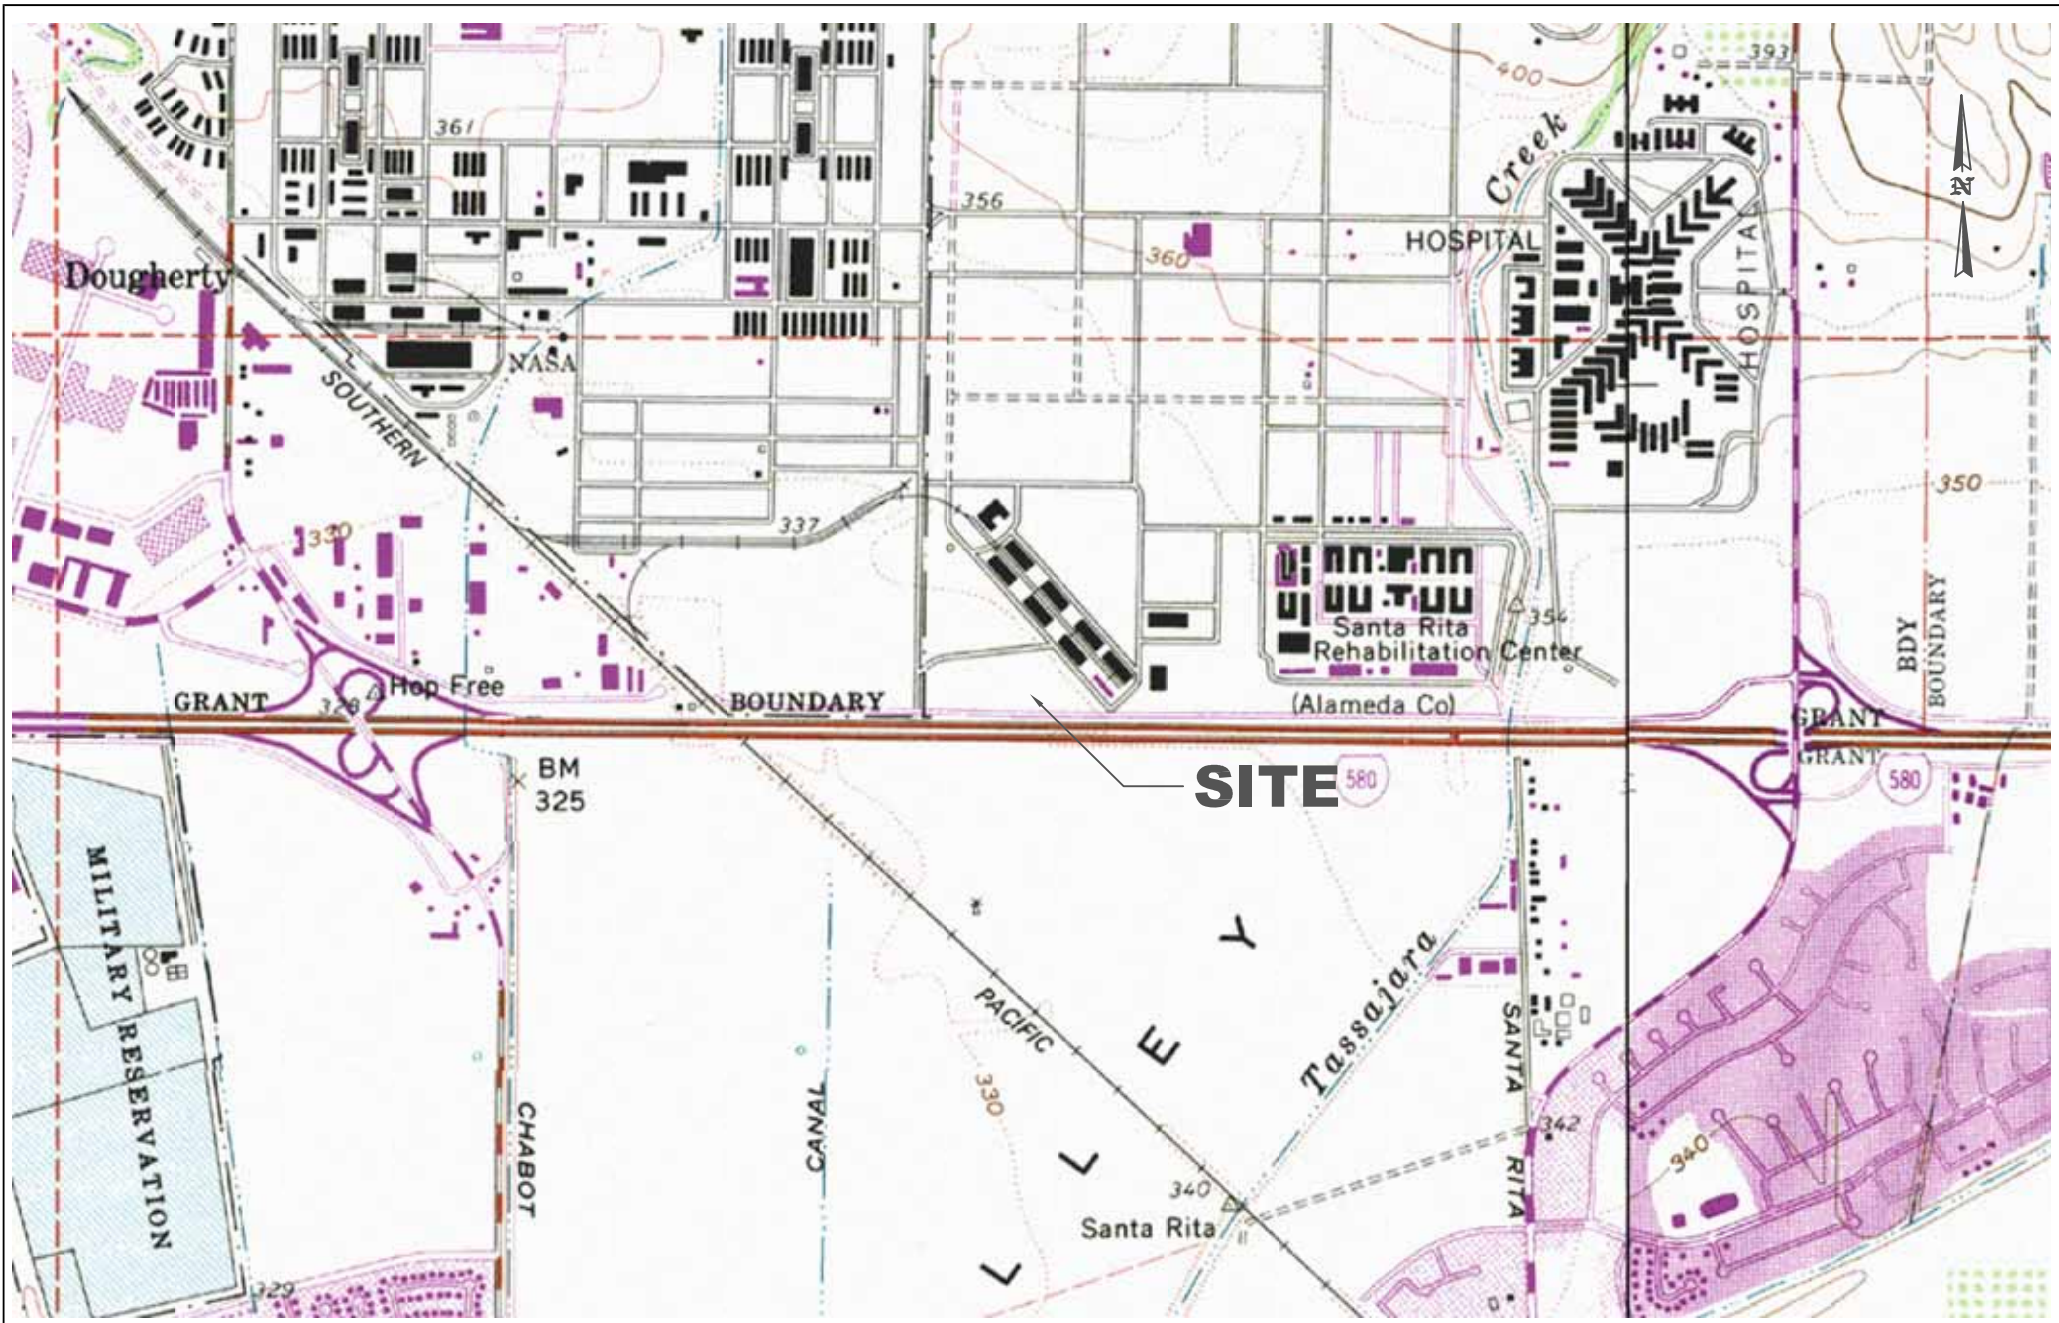 393
400
361
Creek
N
356
HOSPITAL
360
HOSPITAL
Dougherty
NASA
SOUTHERN
350
337
330
354
Santa Rita
Rehabilitation Center
(Alameda Co)
BDY
BOUNDARY
Hop Free
328
GRANT
BOUNDARY
GRANT
GRANT
BM
325
SITE
580
580
MILITARY RESERVATION
Y
Tassajara
PACIFIC
SANTA RITA
E
330
CANAL
CHABOT
342
L
340
340
Santa Rita
L
329